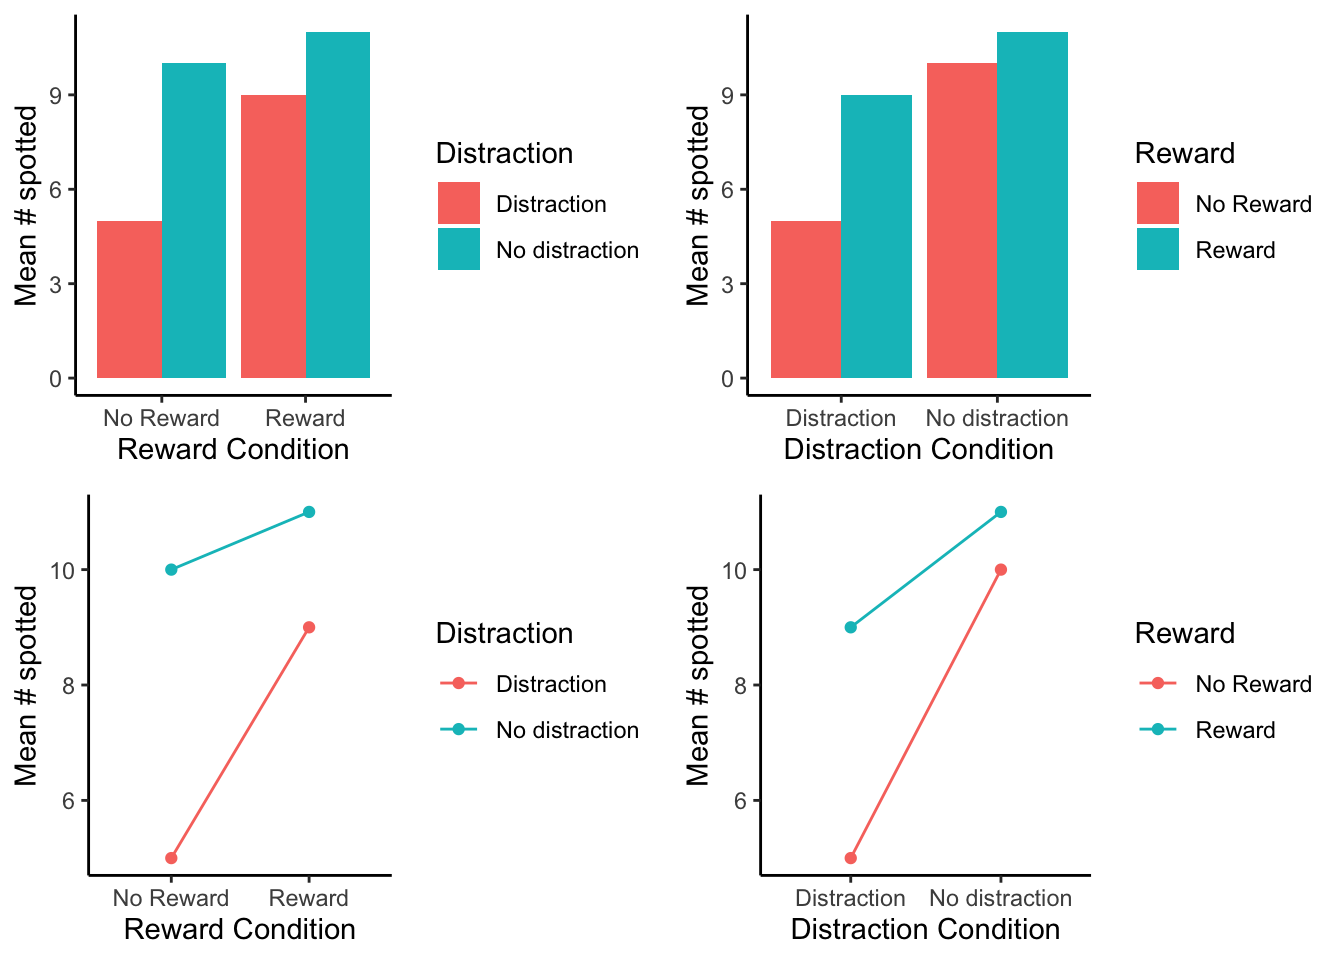 Mean # spotted
9
6
3
0
No Reward Reward
Reward Condition
Distraction
Distraction
No distraction
Mean # spotted
9
6
3
0
Distraction No distraction
Distraction Condition
Reward
No Reward
Reward
Mean # spotted
10
8
6
No Reward Reward
Reward Condition
Distraction
Distraction
No distraction
Mean # spotted
10
8
6
Distraction No distraction
Distraction Condition
Reward
No Reward
Reward